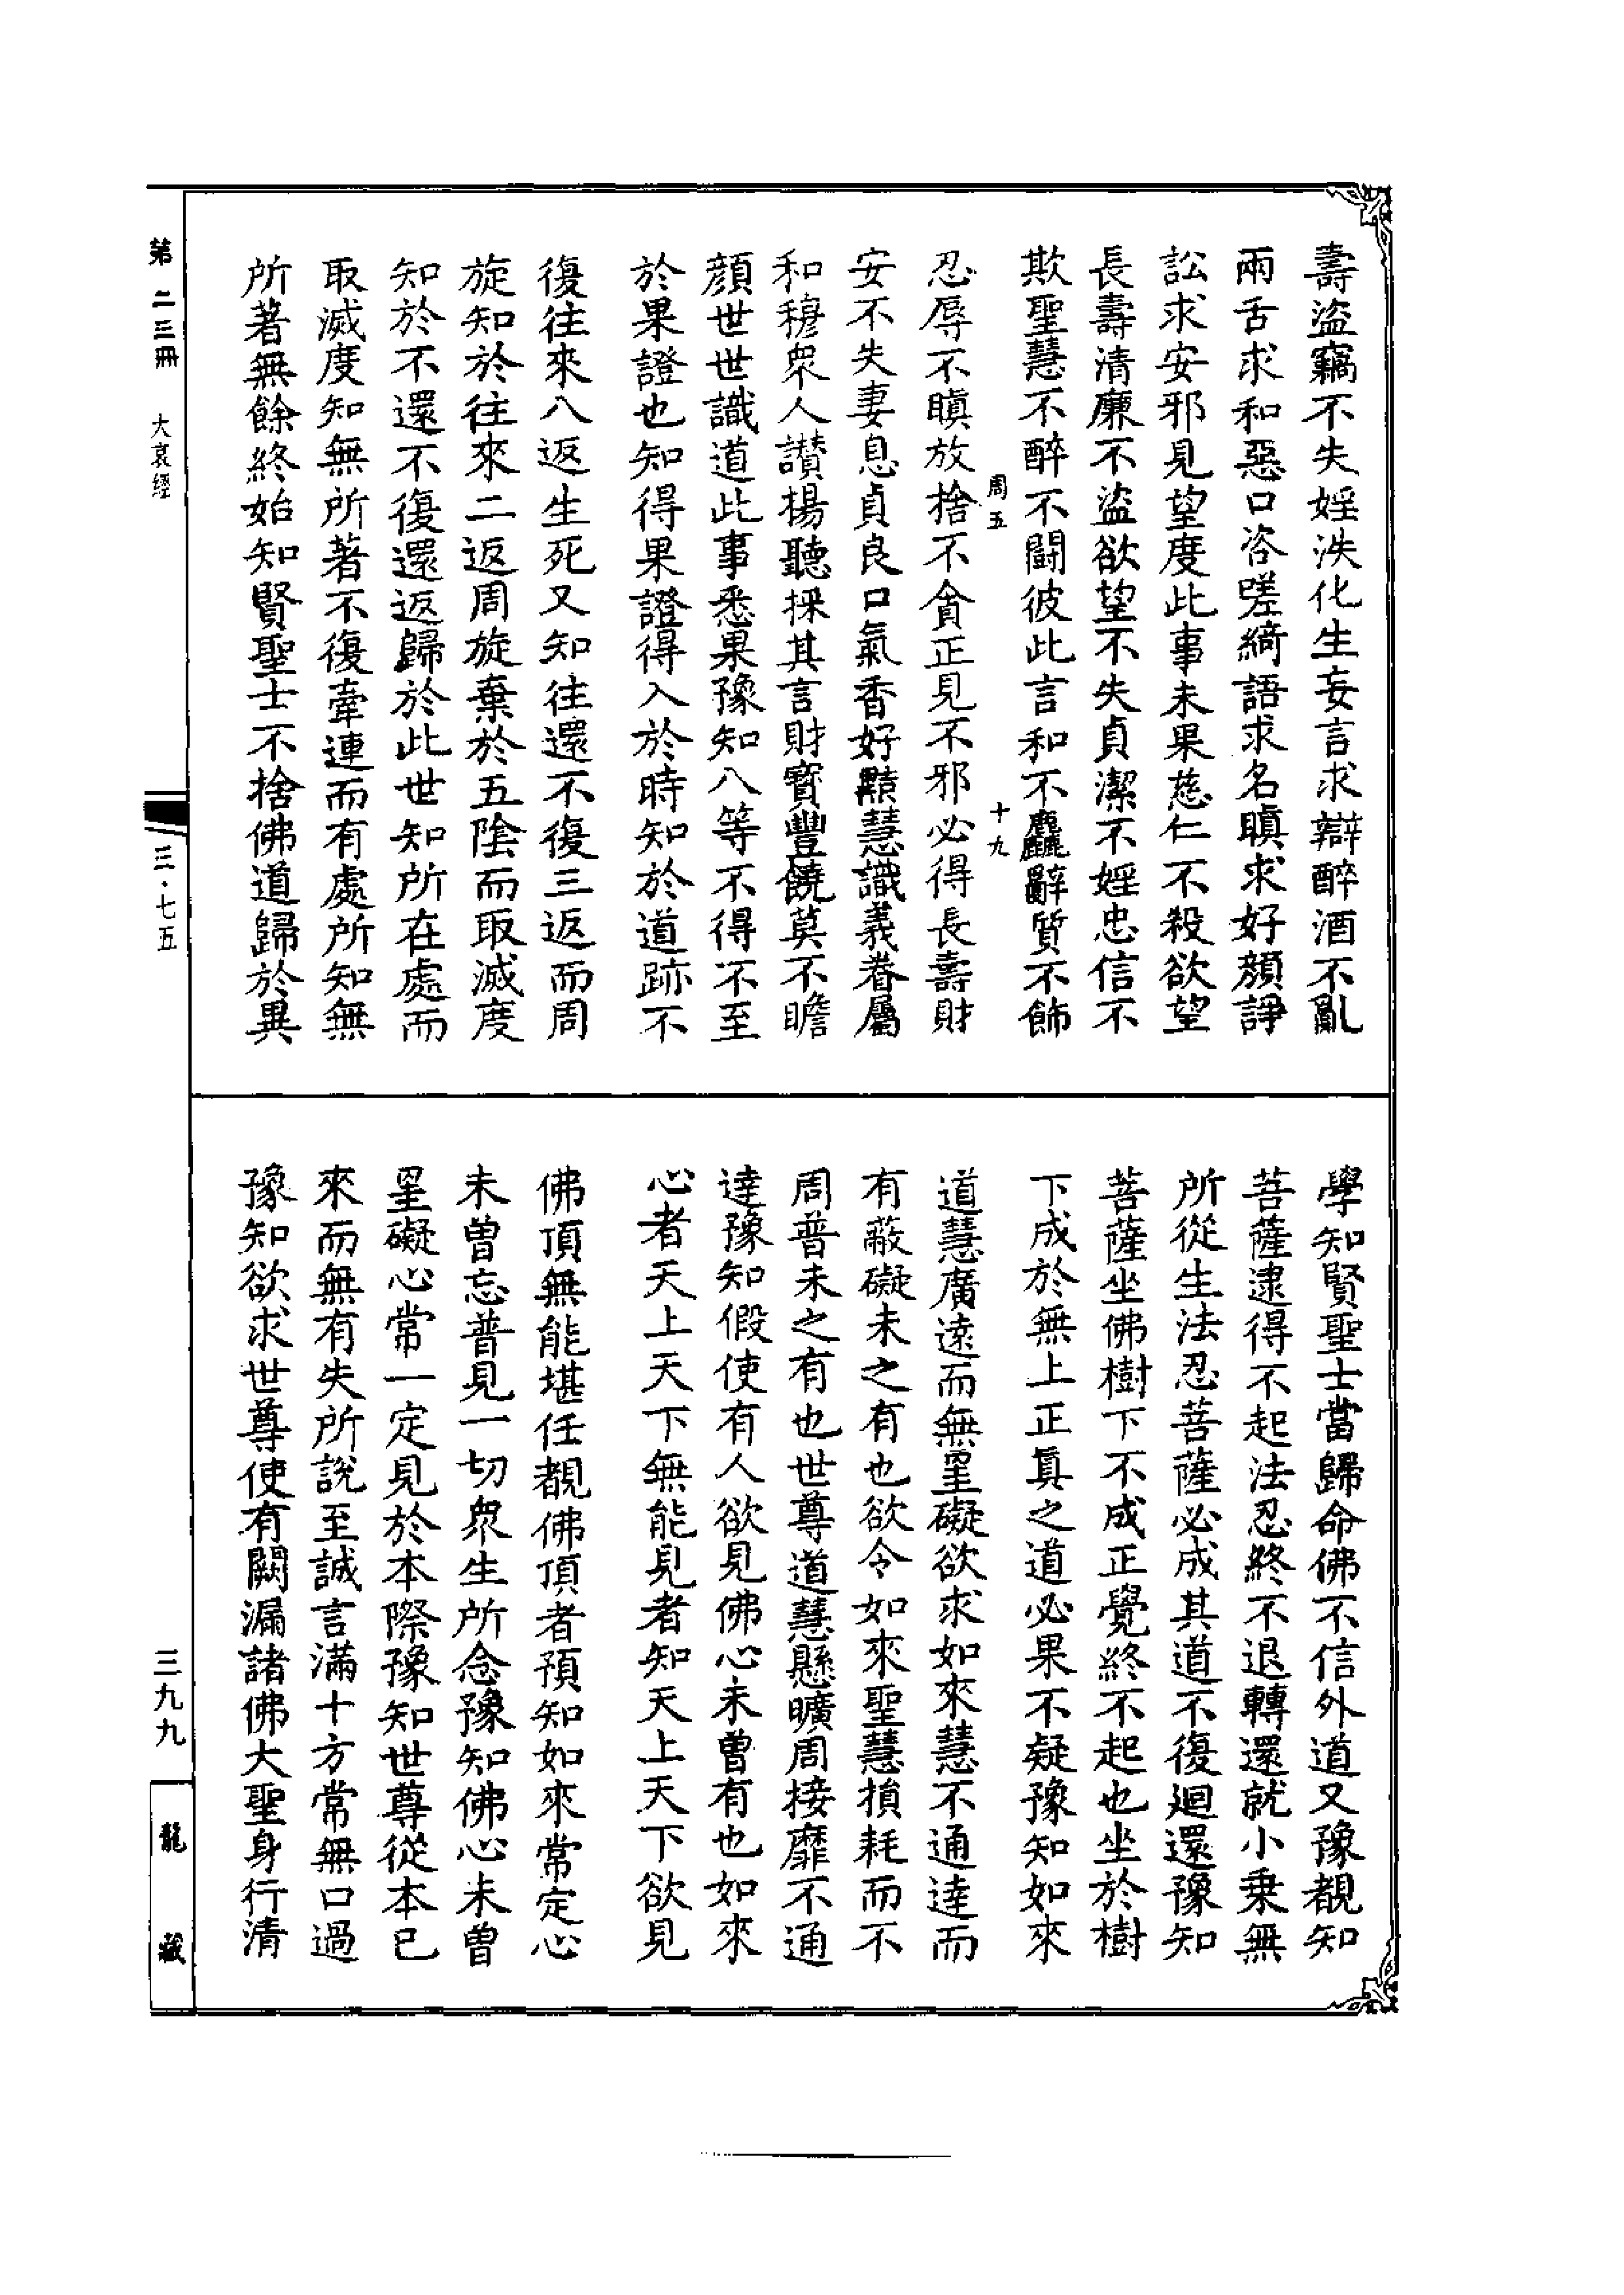 壽盜竊不失婬泆化生妄言求辯醉酒不亂
兩舌求和惡口咨嗟綺語求名瞋求好顏諍
訟求安邪見望度此事未果慈仁不殺欲望
長壽清廉不盜欲望不失貞潔不婬忠信不
欺聖慧不醉不鬪彼此言和不麤辭質不飾
周五 十九
忍辱不瞋放捨不貪正見不邪必得長壽財
安不失妻息貞良口氣香好黠慧識義眷屬
和穆衆人讃楊聽採其言財寶豐饒莫不瞻
顏世世識道此事悉果豫知八等不得不至
於果證也知得果證得入於時知於道跡不
復往來八返生死又知往還不復三返而周
旋知於往來二返周旋棄於五陰而取滅度
知於不還不復還返歸於此世知所在處而
取滅度知無所著不復牽連而有處所知無
所著無餘終始知賢聖士不捨佛道歸於異
學知賢聖士當歸命佛不信外道又豫覩知
菩薩逮得不起法忍終不退轉還就小乗無
所從生法忍菩薩必成其道不復廻還豫知
菩薩坐佛樹下不成正覺終不起也坐於樹
下成於無上正眞之道必果不疑豫知如來
道慧廣遠而無罣礙欲求如來慧不通達而
有蔽礙未之有也欲令如來聖慧損耗而不
周普未之有也世尊道慧懸曠周接靡不通
達豫知假使有人欲見佛心未曽有也如來
心者天上天下無能見者知天上天下欲見
佛頂無能堪任覩佛頂者預知如來常定心
未曽忘普見一切衆生所念豫知佛心未曽
罣礙心常一定見於本際豫知世尊從本已
來而無有失所說至誠言滿十方常無口過
豫知欲求世尊使有闕漏諸佛大聖身行清
第二三冊 大哀經
三·七五
三九九
龍藏